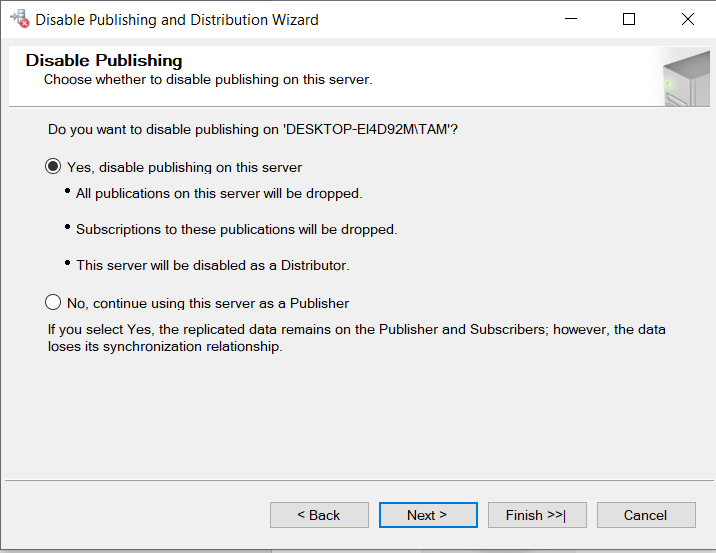 Disable Publishing and Distribution Wizard
Disable Publishing
Choose whether to disable publishing on this server.
Do you want to disable publishing on 'DESKTOP-EI4D92M\TAM'?
Yes, disable publishing on this server
• All publications on this server will be dropped.
• Subscriptions to these publications will be dropped.
• This server will be disabled as a Distributor.
No, continue using this server as a Publisher
If you select Yes, the replicated data remains on the Publisher and Subscribers; however, the data
loses its synchronization relationship.
< Back
Next >
Finish >>|
Cancel